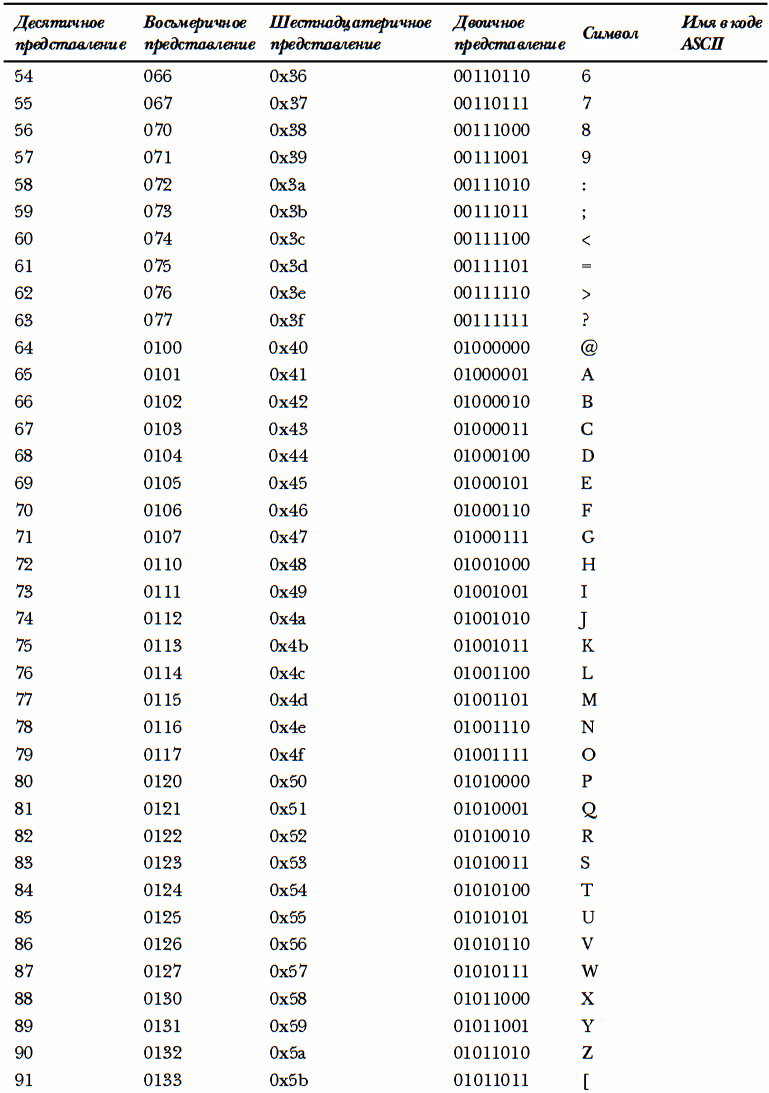 Десятичное Восьмеричное Шестнадцатеричное Двоичное Символ Имя в коде
представление представление представление представление ASCII
54 066 0x36 00110110 6
55 067 0x37 00110111 7
56 070 0x38 00111000 8
57 071 0x39 00111001 9
58 072 0x3a 00111010 :
59 073 0x3b 00111011 ;
60 074 0x3c 00111100 <
61 075 0x3d 00111101 =
62 076 0x3e 00111110 >
63 077 0x3f 00111111 ?
64 0100 0x40 01000000 @
65 0101 0x41 01000001 A
66 0102 0x42 01000010 B
67 0103 0x43 01000011 C
68 0104 0x44 01000100 D
69 0105 0x45 01000101 E
70 0106 0x46 01000110 F
71 0107 0x47 01000111 G
72 0110 0x48 01001000 H
73 0111 0x49 01001001 I
74 0112 0x4a 01001010 J
75 0113 0x4b 01001011 K
76 0114 0x4c 01001100 L
77 0115 0x4d 01001101 M
78 0116 0x4e 01001110 N
79 0117 0x4f 01001111 O
80 0120 0x50 01010000 P
81 0121 0x51 01010001 Q
82 0122 0x52 01010010 R
83 0123 0x53 01010011 S
84 0124 0x54 01010100 T
85 0125 0x55 01010101 U
86 0126 0x56 01010110 V
87 0127 0x57 01010111 W
88 0130 0x58 01011000 X
89 0131 0x59 01011001 Y
90 0132 0x5a 01011010 Z
91 0133 0x5b 01011011 [